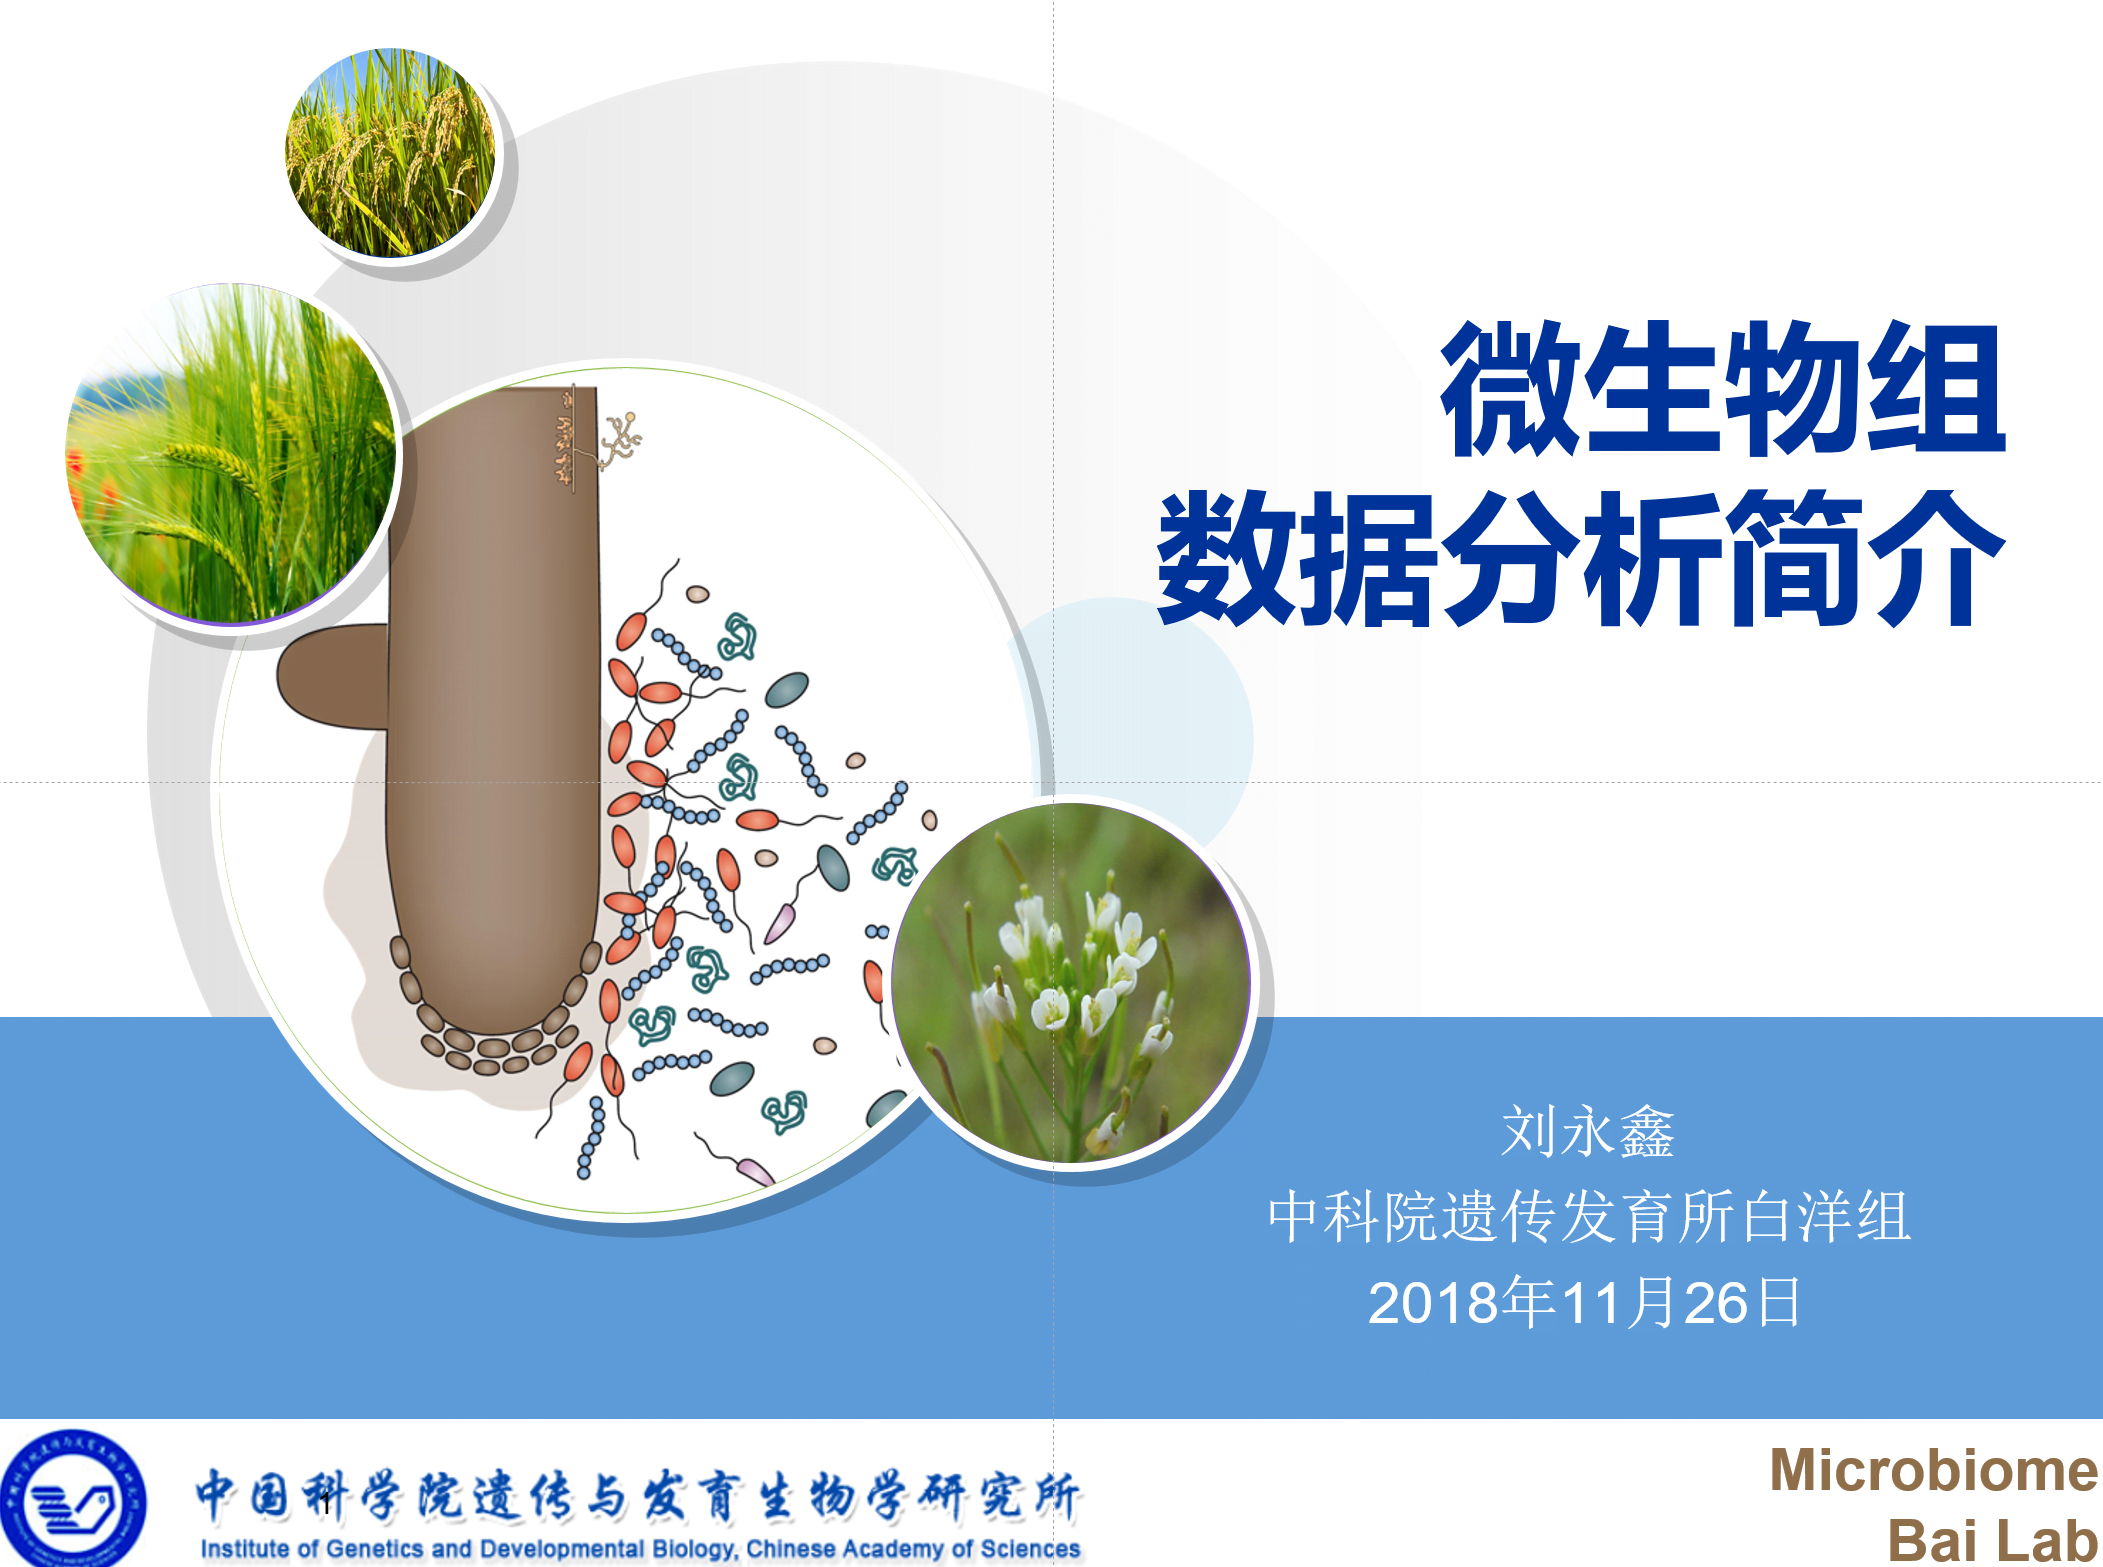 微生物组
数据分析简介
刘永鑫
中科院遗传发育所白洋组
2018年11月26日
中国科学院遗传与发育生物学研究所
1
Institute of Genetics and Developmental Biology, Chinese Academy of Sciences
Microbiome
Bai Lab